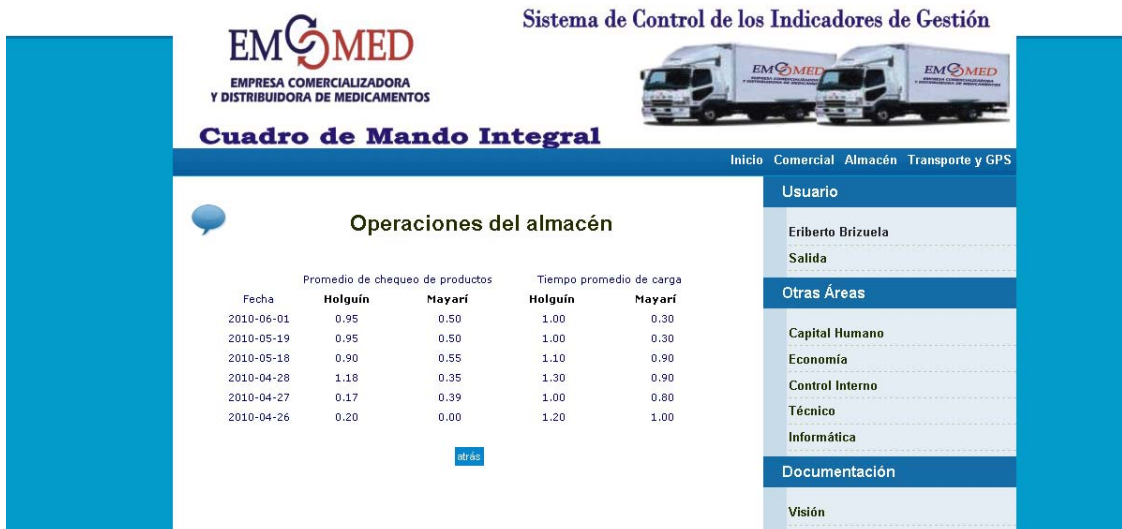 Sistema de Control de los Indicadores de Gestión
EMCOMED
EMPRESA COMERCIALIZADORA
Y DISTRIBUIDORA DE MEDICAMENTOS
EMCOMED
EMCOMED
Cuadro de Mando Integral
Inicio Comercial Almacén Transporte y GPS
Operaciones del almacén
Promedio de chequeo de productos Tiempo promedio de carga
Fecha Holguín Mayarí Holguín Mayarí
2010-06-01 0.95 0.50 1.00 0.30
2010-05-19 0.95 0.50 1.00 0.30
2010-05-18 0.90 0.55 1.10 0.90
2010-04-28 1.18 0.35 1.30 0.90
2010-04-27 0.17 0.39 1.00 0.80
2010-04-26 0.20 0.00 1.20 1.00
atrás
Usuario
Eriberto Brizuela
Salida
Otras Áreas
Capital Humano
Economía
Control Interno
Técnico
Informática
Documentación
Visión